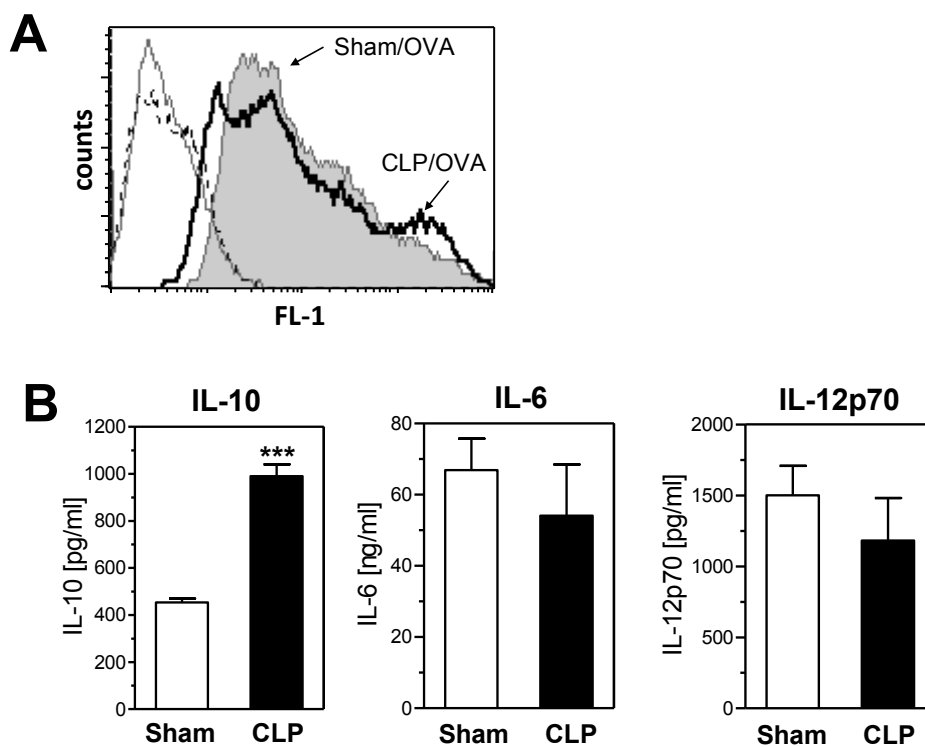 A
Sham/OVA
CLP/OVA
counts
FL-1
B
IL-10
1200
1000
800
600
400
200
0
IL-10 [pg/ml]
***
Sham CLP
IL-6
80
60
40
20
0
IL-6 [ng/ml]
Sham CLP
IL-12p70
2000
1500
1000
500
0
IL-12p70 [pg/ml]
Sham CLP